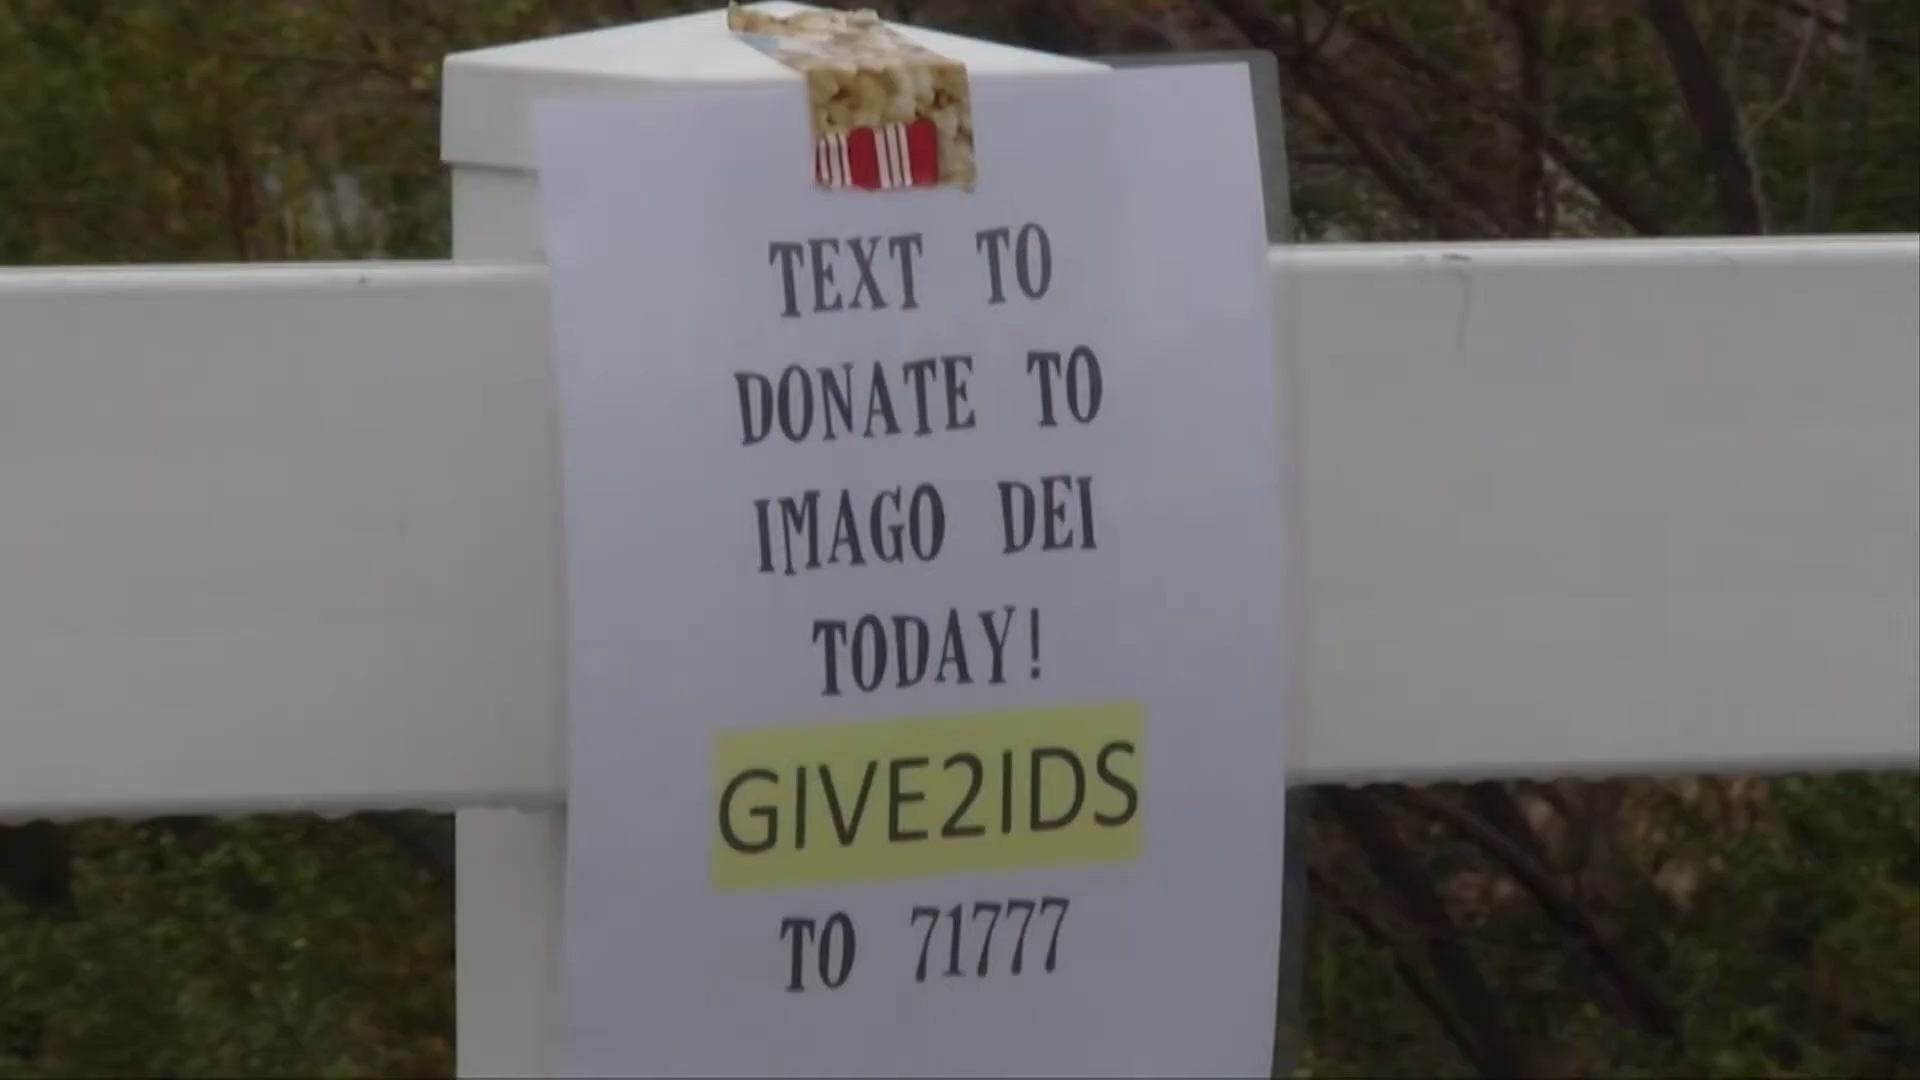 TEXT TO
DONATE TO
IMAGO DEI
TODAY!
GIVE2IDS
TO 71777